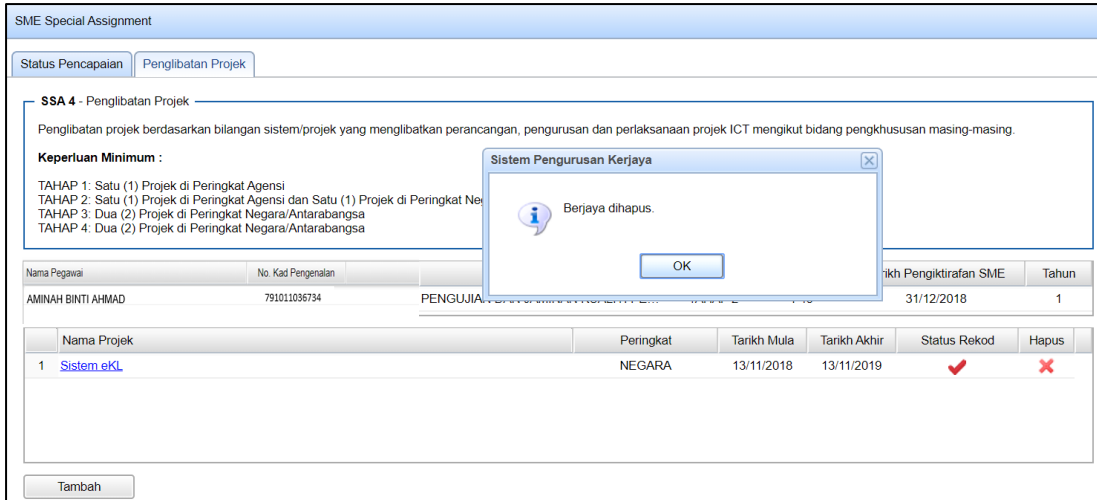 SME Special Assignment
Status Pencapaian Penglibatan Projek
SSA 4 - Penglibatan Projek
Penglibatan projek berdasarkan bilangan sistem/projek yang melibatkan perancangan, pengurusan dan perlaksanaan projek ICT mengikut bidang pengkhususan masing-masing.
Keperluan Minimum :
TAHAP 1: Satu (1) Projek di Peringkat Agensi
TAHAP 2: Satu (1) Projek di Peringkat Agensi dan Satu (1) Projek di Peringkat
TAHAP 3: Dua (2) Projek di Peringkat Negara/Antarabangsa
TAHAP 4: Dua (2) Projek di Peringkat Negara/Antarabangsa
Sistem Pengurusan Kerjaya
Berjaya dihapus.
OK
Nama Pegawai No. Kad Pengenalan Pengiktirafan SME Tahun
AMINAH BINTI AHMAD 791011036734 31/12/2018 1
Nama Projek Peringkat Tarikh Mula Tarikh Akhir Status Rekod Hapus
1 Sistem eKL NEGARA 13/11/2018 13/11/2019
Tambah